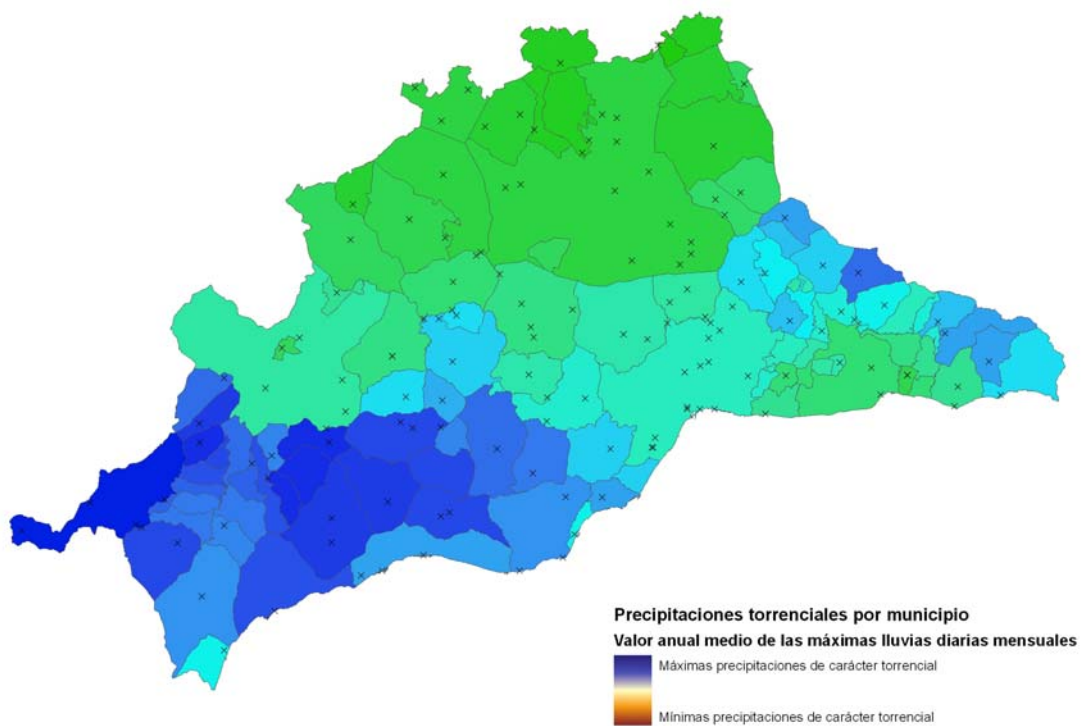 Precipitaciones torrenciales por municipio
Valor anual medio de las máximas lluvias diarias mensuales
Máximas precipitaciones de carácter torrencial
Mínimas precipitaciones de carácter torrencial